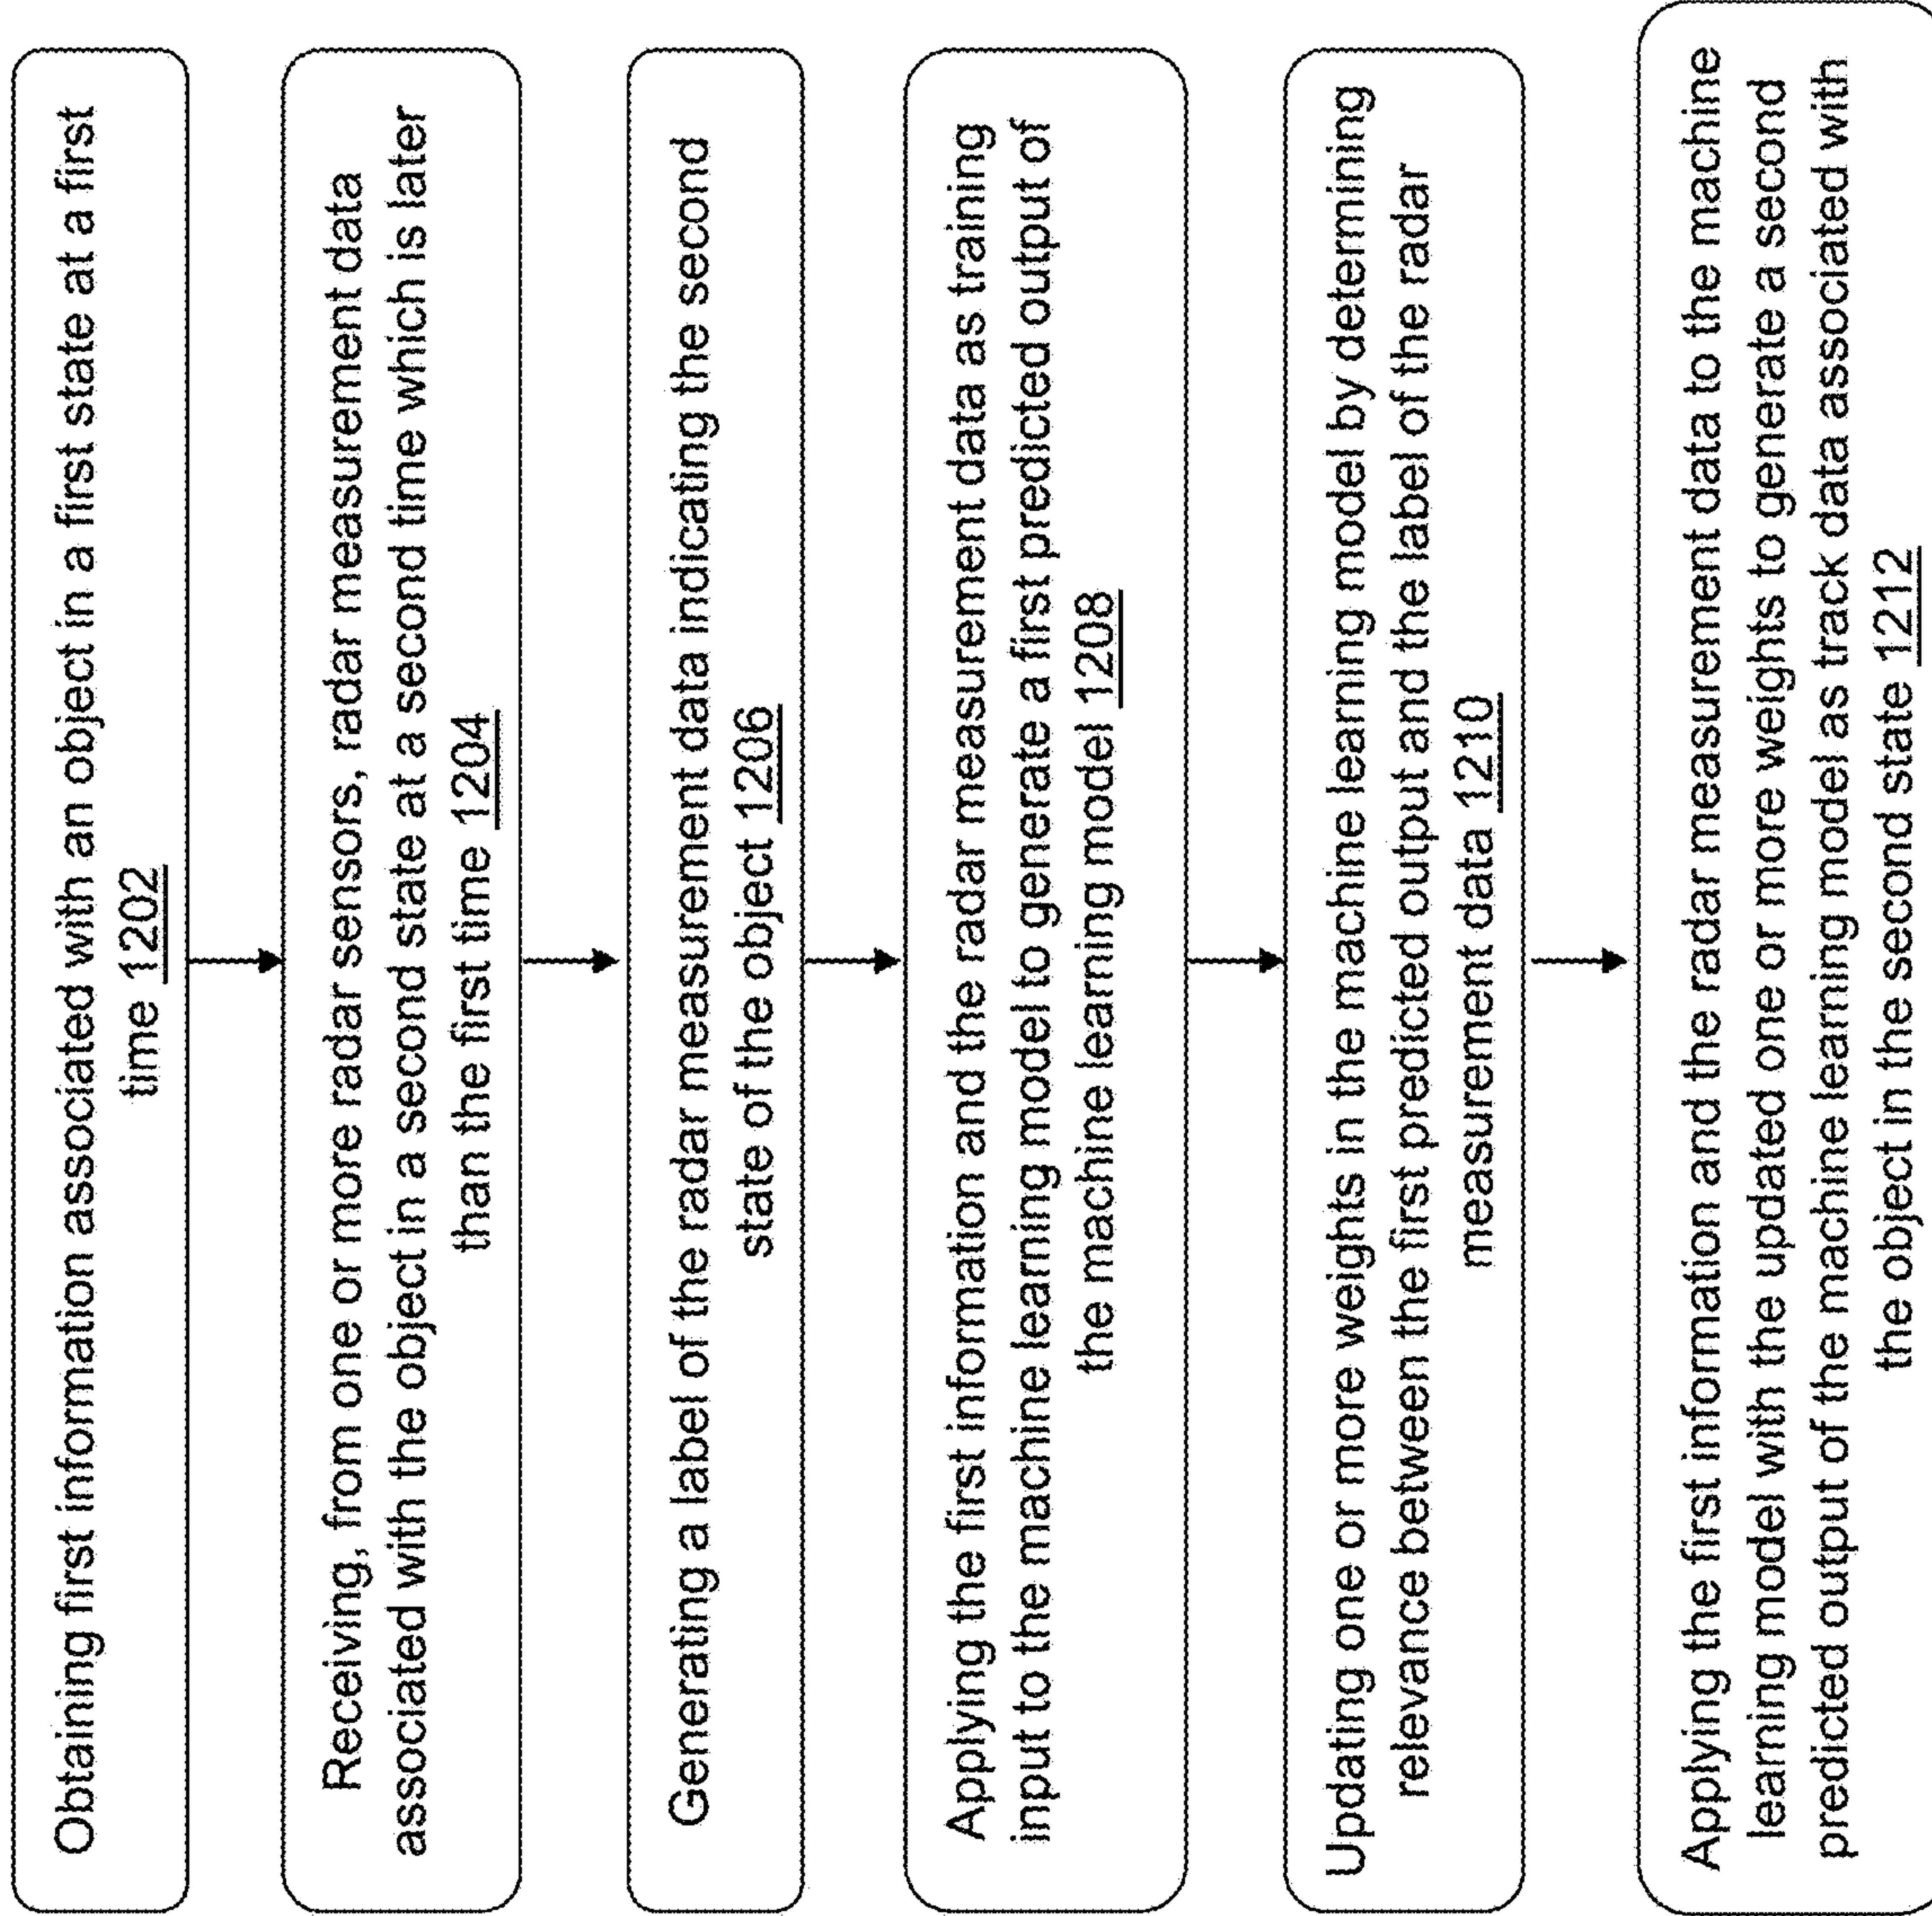 Obtaining first information associated with an object in a first state at a first
time 1202
Receiving, from one or more radar sensors, radar measurement data
associated with the object in a second state at a second time which is later
than the first time 1204
Generating a label of the radar measurement data indicating the second
state of the object 1206
Applying the first information and the radar measurement data as training
input to the machine learning model to generate a first predicted output of
the machine learning model 1208
Updating one or more weights in the machine learning model by determining
relevance between the first predicted output and the label of the radar
measurement data 1210
Applying the first information and the radar measurement data to the machine
learning model with the updated one or more weights to generate a second
predicted output of the machine learning model as track data associated with
the object in the second state 1212